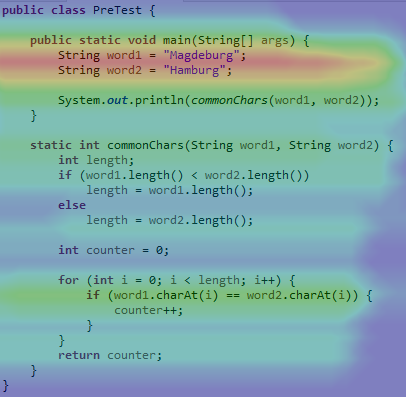 public class PreTest {
public static void main(String[] args) {
String word1 = "Magdeburg";
String word2 = "Hamburg";
System.out.println(commonChars(word1, word2));
}
static int commonChars(String word1, String word2) {
int length;
if (word1.length() < word2.length())
length = word1.length();
else
length = word2.length();
int counter = 0;
for (int i = 0; i < length; i++) {
if (word1.charAt(i) == word2.charAt(i)) {
counter++;
}
}
return counter;
}
}